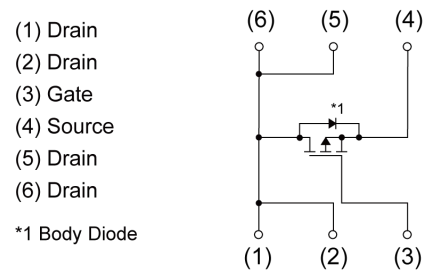 (1) Drain
(2) Drain
(3) Gate
(4) Source
(5) Drain
(6) Drain
*1 Body Diode
(6) (5) (4)
*1
(1) (2) (3)